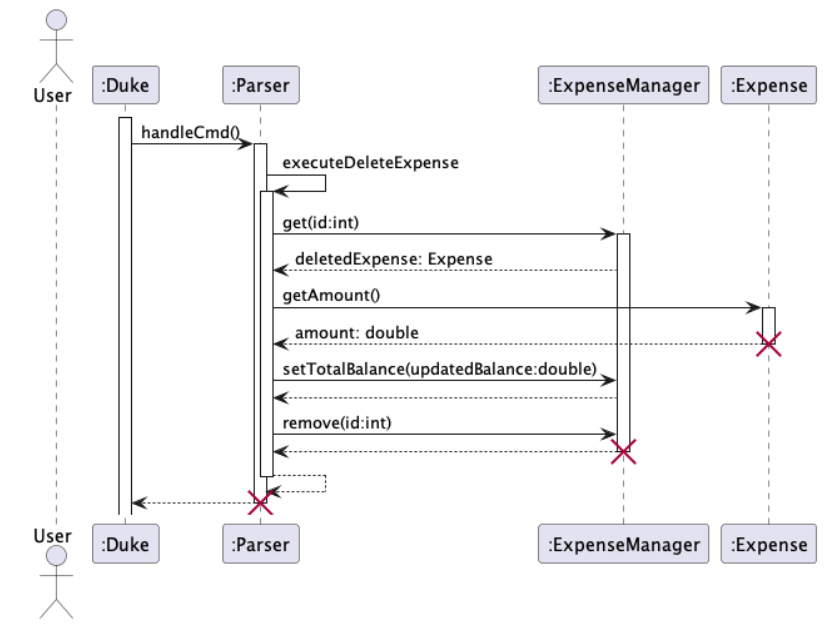 User
:Duke
:Parser
:ExpenseManager
:Expense
handleCmd()
executeDeleteExpense
get(id:int)
deletedExpense: Expense
getAmount()
amount: double
setTotalBalance(updatedBalance:double)
remove(id:int)
User
:Duke
:Parser
:ExpenseManager
:Expense